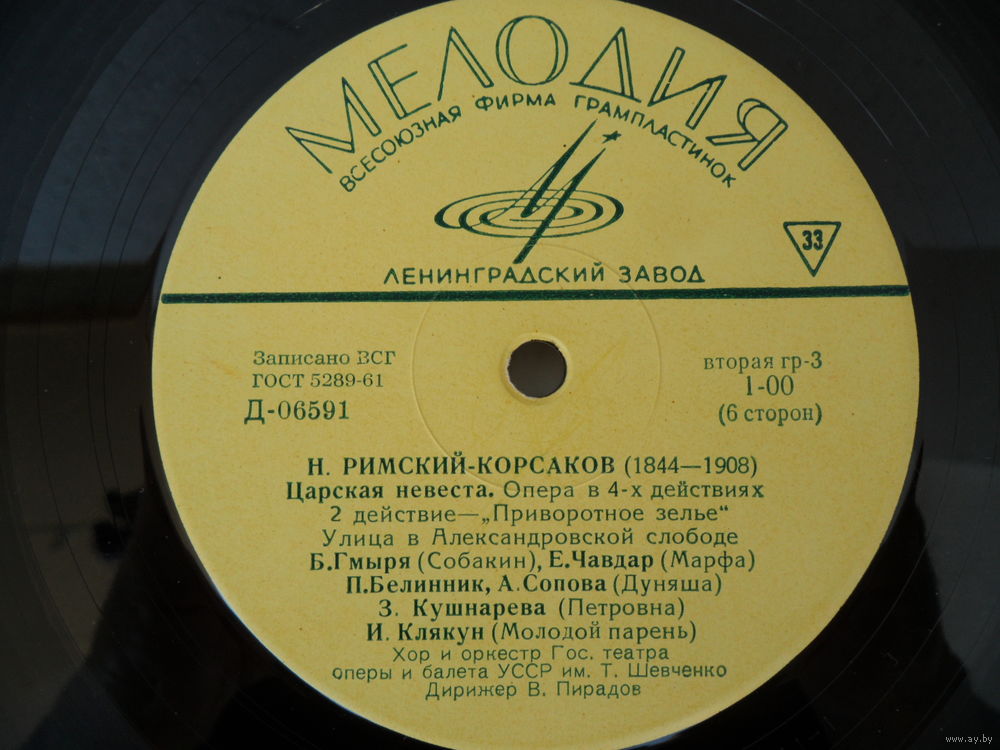 МЕЛОДИЯ
ВСЕСОЮЗНАЯ ФИРМА ГРАМПЛАСТИНОК
33
ЛЕНИНГРАДСКИЙ ЗАВОД
Записано ВСГ
ГОСТ 5289-61
Д-06591
вторая гр-3
1-00
(6 сторон)
Н. РИМСКИЙ-КОРСАКОВ (1844—1908)
Царская невеста. Опера в 4-х действиях
2 действие—„Приворотное зелье“
Улица в Александровской слободе
Б.Гмыря (Собакин), Е.Чавдар (Марфа)
П.Белинник, А.Сопова (Дуняша)
З. Кушнарева (Петровна)
И. Клякун (Молодой парень)
Хор и оркестр Гос. театра
оперы и балета УССР им. Т. Шевченко
Дирижер В. Пирадов
www.ay.by